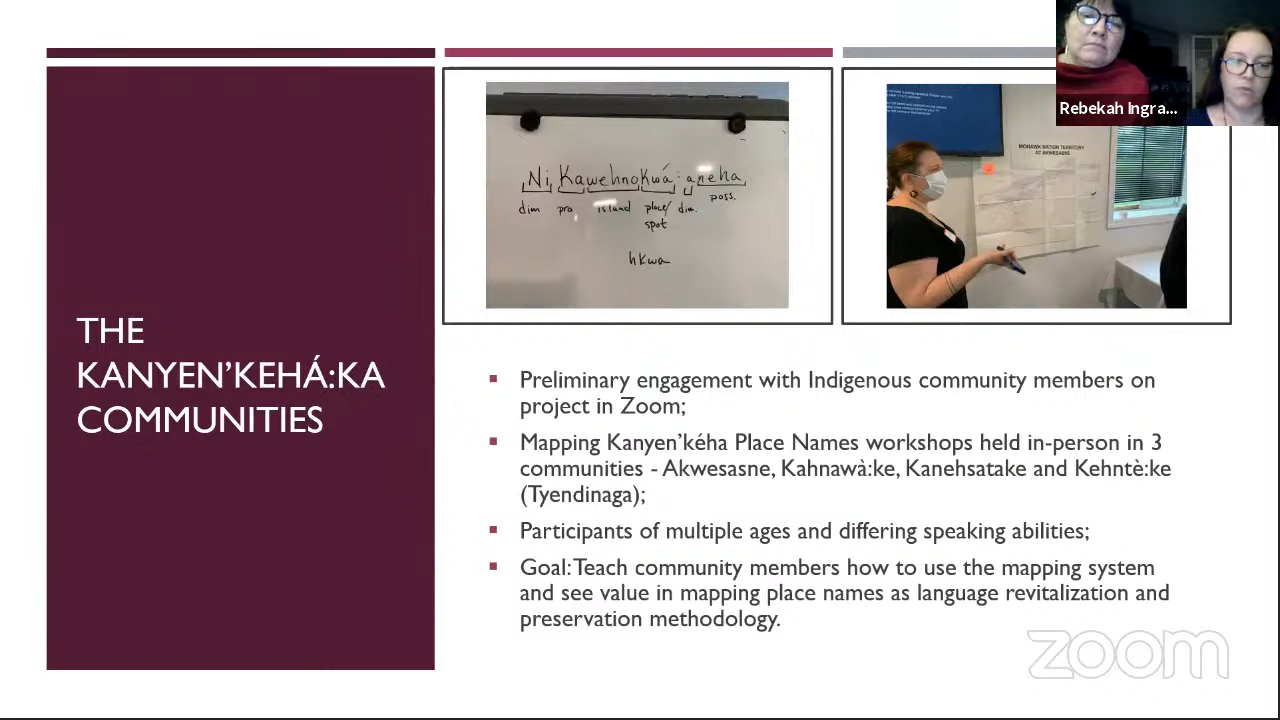 THE
KANYEN’KEHÁ:KA
COMMUNITIES
Ni Kawehnokwá:aneha
dim pro island place/ dim. poss.
spot
hkwa
MOHAWK NATION TERRITORY
AT AKWESASNE
Rebekah Ingra...
▪ Preliminary engagement with Indigenous community members on
project in Zoom;
▪ Mapping Kanyen’kéha Place Names workshops held in-person in 3
communities - Akwesasne, Kahnawà:ke, Kanehsatake and Kehntè:ke
(Tyendinaga);
▪ Participants of multiple ages and differing speaking abilities;
▪ Goal: Teach community members how to use the mapping system
and see value in mapping place names as language revitalization and
preservation methodology.
zoom